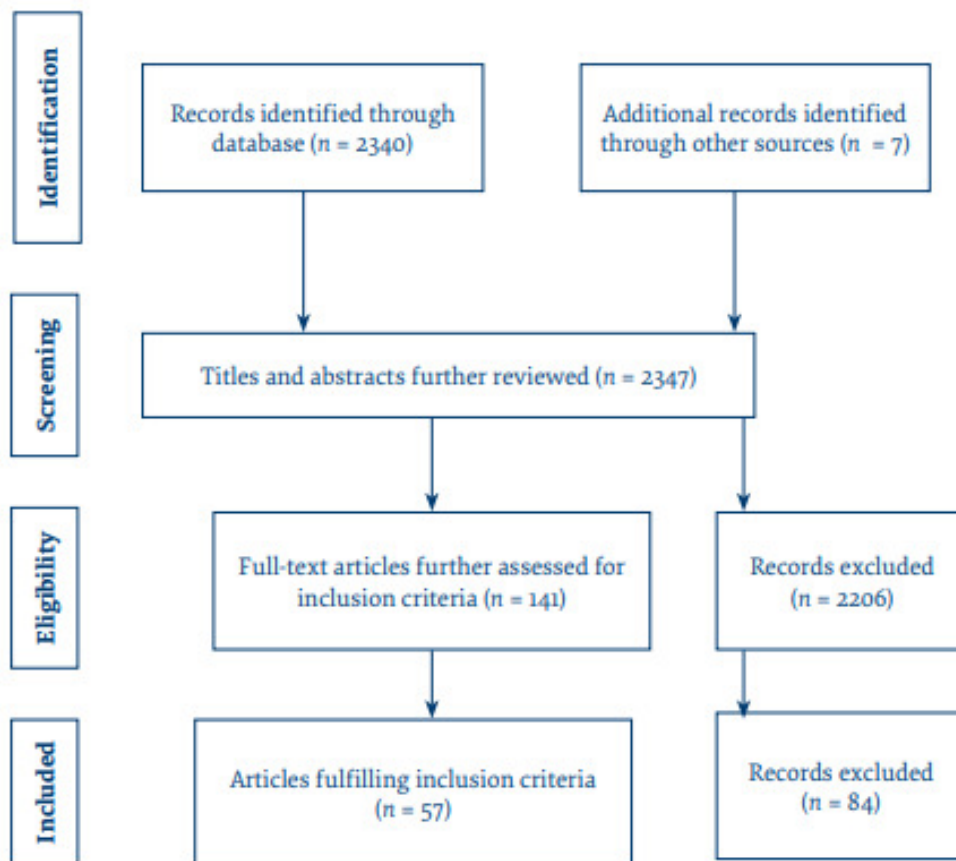 Identification
Records identified through
database (n = 2340)
Additional records identified
through other sources (n = 7)
Screening
Titles and abstracts further reviewed (n = 2347)
Eligibility
Full-text articles further assessed for
inclusion criteria (n = 141)
Records excluded
(n = 2206)
Included
Articles fulfilling inclusion criteria
(n = 57)
Records excluded
(n = 84)